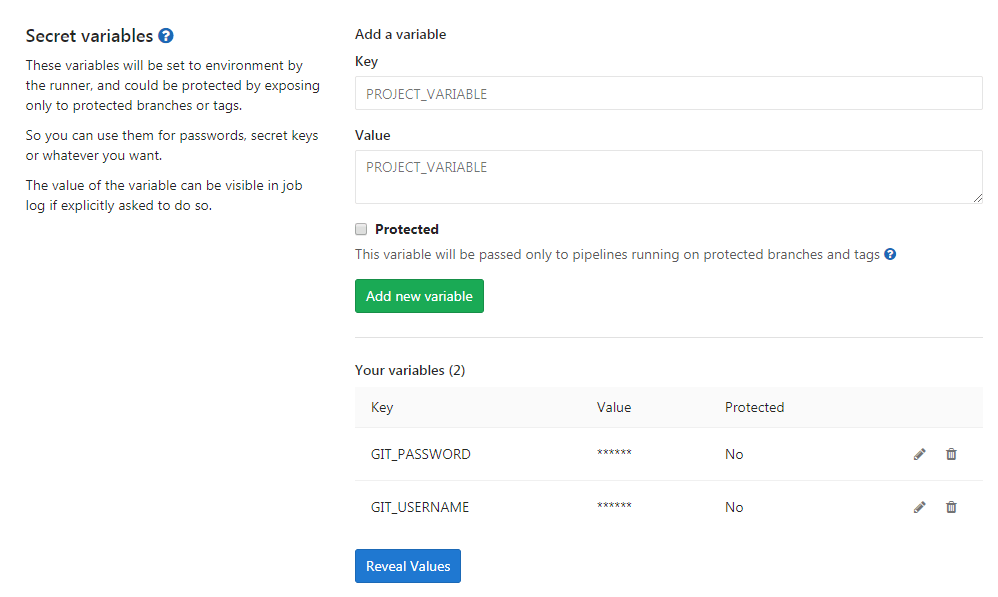 Secret variables
These variables will be set to environment by
the runner, and could be protected by exposing
only to protected branches or tags.
So you can use them for passwords, secret keys
or whatever you want.
The value of the variable can be visible in job
log if explicitly asked to do so.
Add a variable
Key
PROJECT_VARIABLE
Value
PROJECT_VARIABLE
Protected
This variable will be passed only to pipelines running on protected branches and tags
Add new variable
Your variables (2)
Key Value Protected
GIT_PASSWORD ****** No
GIT_USERNAME ****** No
Reveal Values